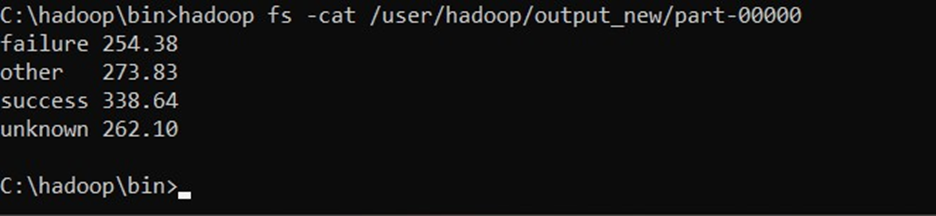 C:\hadoop\bin>hadoop fs -cat /user/hadoop/output_new/part-00000
failure 254.38
other   273.83
success 338.64
unknown 262.10
C:\hadoop\bin>